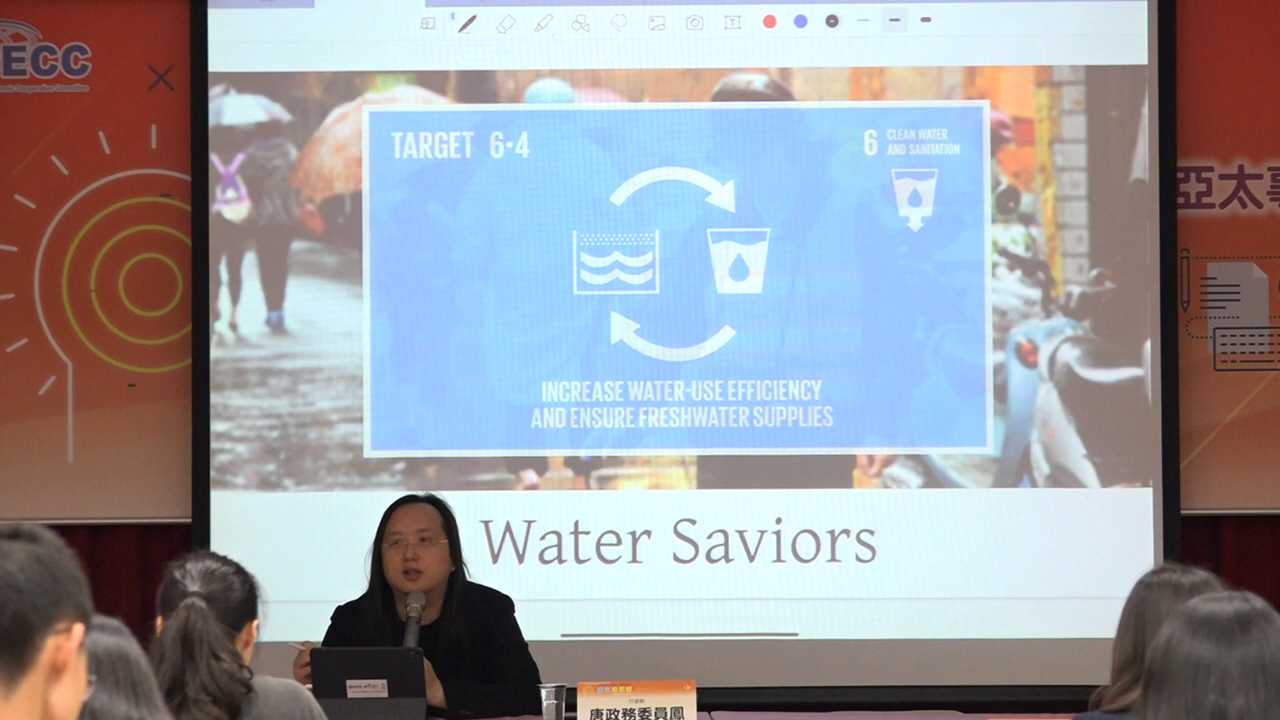 ECC
TARGET 6.4
6 CLEAN WATER
AND SANITATION
INCREASE WATER-USE EFFICIENCY
AND ENSURE FRESHWATER SUPPLIES
Water Saviors
亞太事
唐政務委員鳳